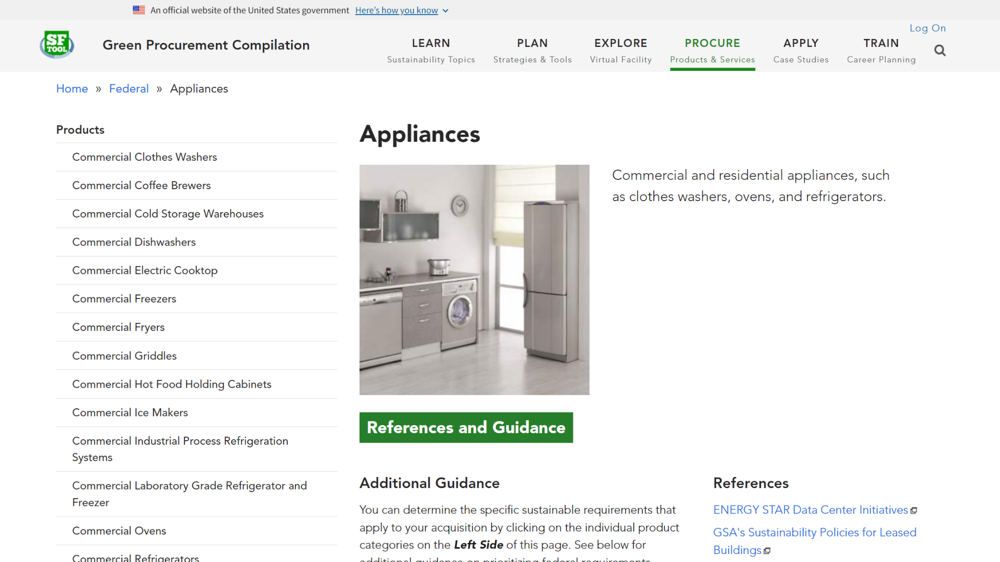 An official website of the United States government Here's how you know
Log On
SF
TOOL
Green Procurement Compilation
LEARN
Sustainability Topics
PLAN
Strategies & Tools
EXPLORE
Virtual Facility
PROCURE
Products & Services
APPLY
Case Studies
TRAIN
Career Planning
Home » Federal » Appliances
Products
Commercial Clothes Washers
Commercial Coffee Brewers
Commercial Cold Storage Warehouses
Commercial Dishwashers
Commercial Electric Cooktop
Commercial Freezers
Commercial Fryers
Commercial Griddles
Commercial Hot Food Holding Cabinets
Commercial Ice Makers
Commercial Industrial Process Refrigeration
Systems
Commercial Laboratory Grade Refrigerator and
Freezer
Commercial Ovens
Commercial Refrigerators
Appliances
Commercial and residential appliances, such
as clothes washers, ovens, and refrigerators.
References and Guidance
Additional Guidance
You can determine the specific sustainable requirements that
apply to your acquisition by clicking on the individual product
categories on the Left Side of this page. See below for
additional guidance on prioritizing federal requirements
References
ENERGY STAR Data Center Initiatives
GSA's Sustainability Policies for Leased
Buildings